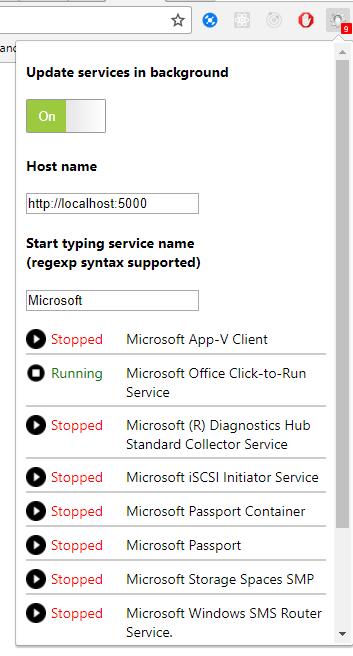 9
and
Update services in background
On
Host name
http://localhost:5000
Start typing service name
(regexp syntax supported)
Microsoft
Stopped Microsoft App-V Client
Running Microsoft Office Click-to-Run
Service
Stopped Microsoft (R) Diagnostics Hub
Standard Collector Service
Stopped Microsoft iSCSI Initiator Service
Stopped Microsoft Passport Container
Stopped Microsoft Passport
Stopped Microsoft Storage Spaces SMP
Stopped Microsoft Windows SMS Router
Service.